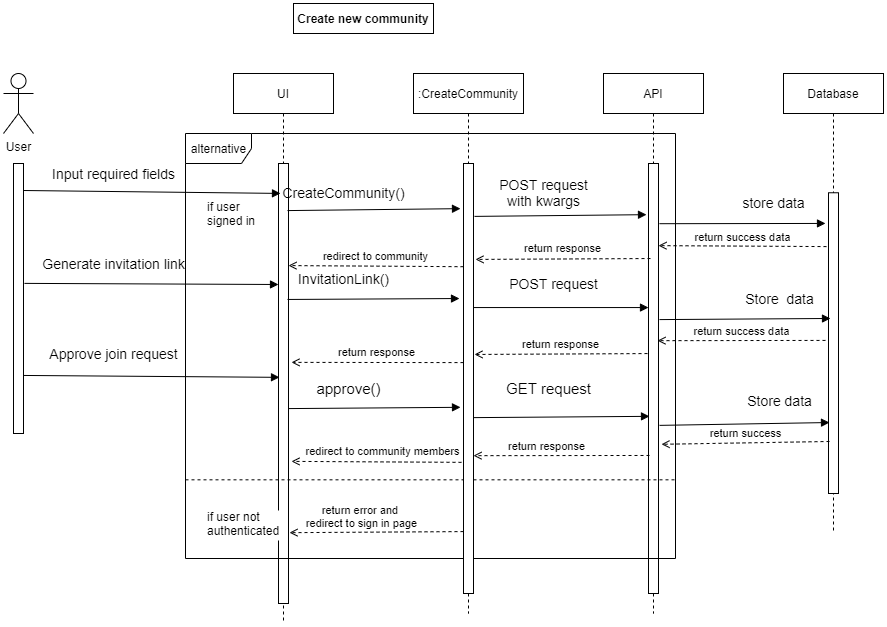 Create new community
User
UI
:CreateCommunity
API
Database
alternative
Input required fields
if user
signed in
CreateCommunity()
POST request
with kwargs
store data
return success data
return response
redirect to community
Generate invitation link
InvitationLink()
POST request
Store data
return success data
return response
return response
Approve join request
approve()
GET request
Store data
return success
return response
redirect to community members
if user not
authenticated
return error and
redirect to sign in page